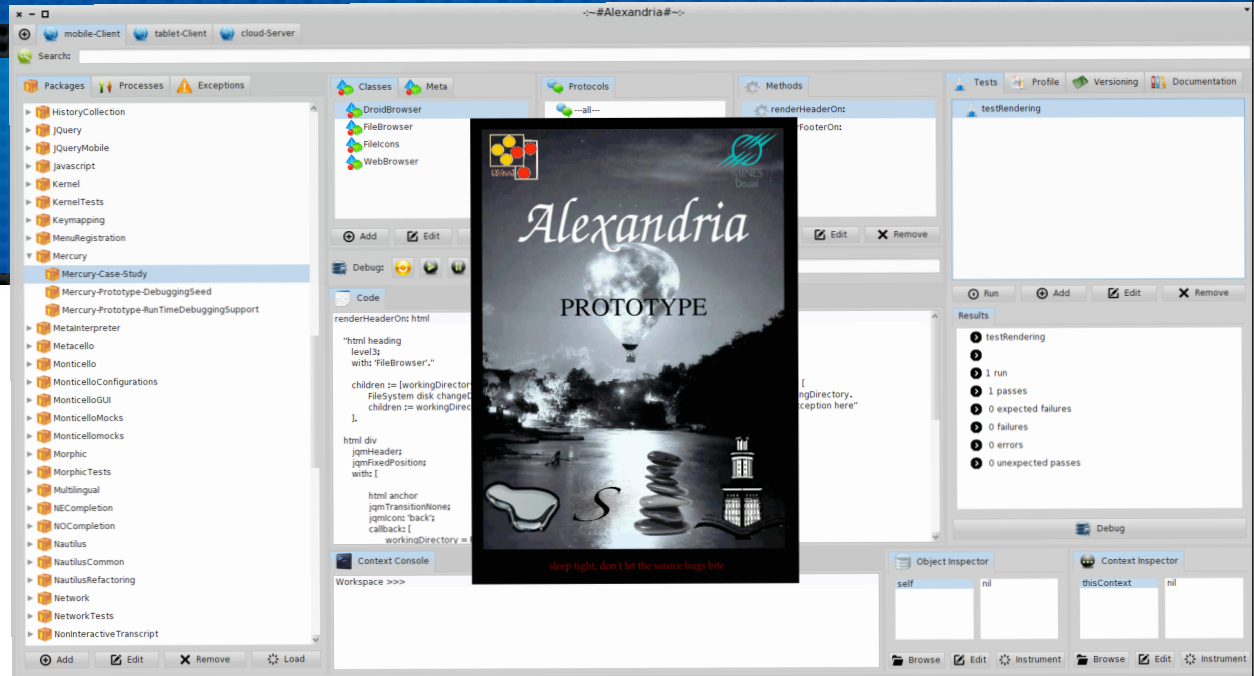 -:~#Alexandria#~:-
mobile-Client tablet-Client cloud-Server
Search:
Packages Processes Exceptions
HistoryCollection
JQuery
JQueryMobile
Javascript
Kernel
KernelTests
Keymapping
MenuRegistration
Mercury
Mercury-Case-Study
Mercury-Prototype-DebuggingSeed
Mercury-Prototype-RunTimeDebuggingSupport
MetaInterpreter
Metacello
Monticello
MonticelloConfigurations
MonticelloGUI
MonticelloMocks
Monticellomocks
Morphic
MorphicTests
Multilingual
NECompletion
NOCompletion
Nautilus
NautilusCommon
NautilusRefactoring
Network
NetworkTests
NonInteractiveTranscript
Add Edit Remove Load
Classes Meta
DroidBrowser
FileBrowser
FileIcons
WebBrowser
Add Edit
Protocols
---all---
Methods
renderHeaderOn:
FooterOn:
Edit Remove
Debug:
Code
renderHeaderOn: html
"html heading
level3;
with: 'FileBrowser'."
children := [workingDirectory
FileSystem disk changeD
children := workingDirec
].
html div
jqmHeader;
jqmFixedPosition;
with: [
html anchor
jqmTransitionNone;
jqmIcon: 'back';
callback: [
workingDirectory =
[
ngDirectory.
xception here"
MINES
Douai
Alexandria
PROTOTYPE
S
sleep tight, don't let the source bugs bite
Context Console
Workspace >>>
Tests Profile Versioning Documentation
testRendering
Run Add Edit Remove
Results
testRendering
1 run
1 passes
0 expected failures
0 failures
0 errors
0 unexpected passes
Debug
Object Inspector
self nil
Browse Edit Instrument
Context Inspector
thisContext nil
Browse Edit Instrument